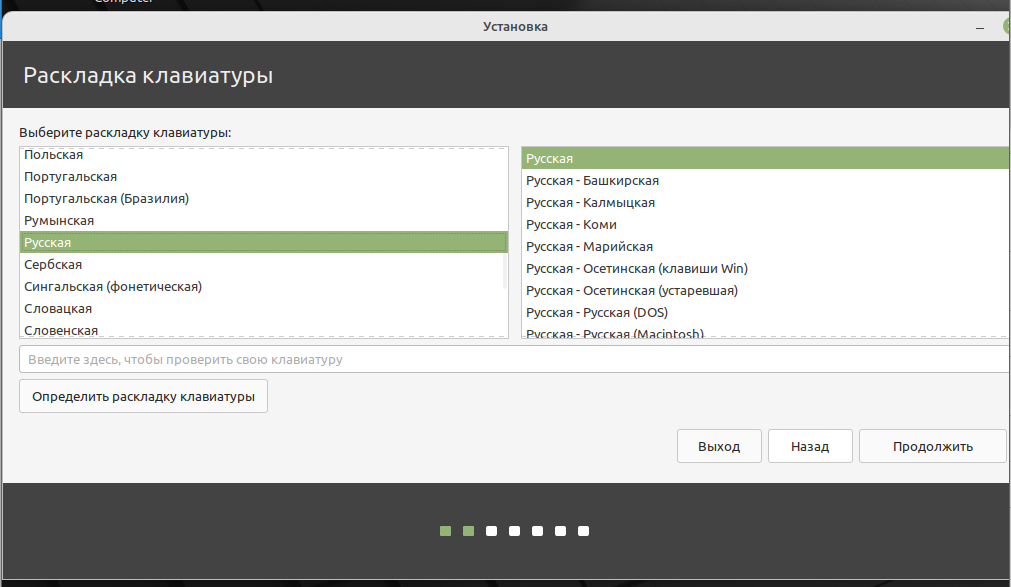 Computer
Установка
Раскладка клавиатуры
Выберите раскладку клавиатуры:
Польская
Португальская
Португальская (Бразилия)
Румынская
Русская
Сербская
Сингальская (фонетическая)
Словацкая
Словенская
Русская
Русская - Башкирская
Русская - Калмыцкая
Русская - Коми
Русская - Марийская
Русская - Осетинская (клавиши Win)
Русская - Осетинская (устаревшая)
Русская - Русская (DOS)
Русская - Русская (Macintosh)
Введите здесь, чтобы проверить свою клавиатуру
Определить раскладку клавиатуры
Выход
Назад
Продолжить